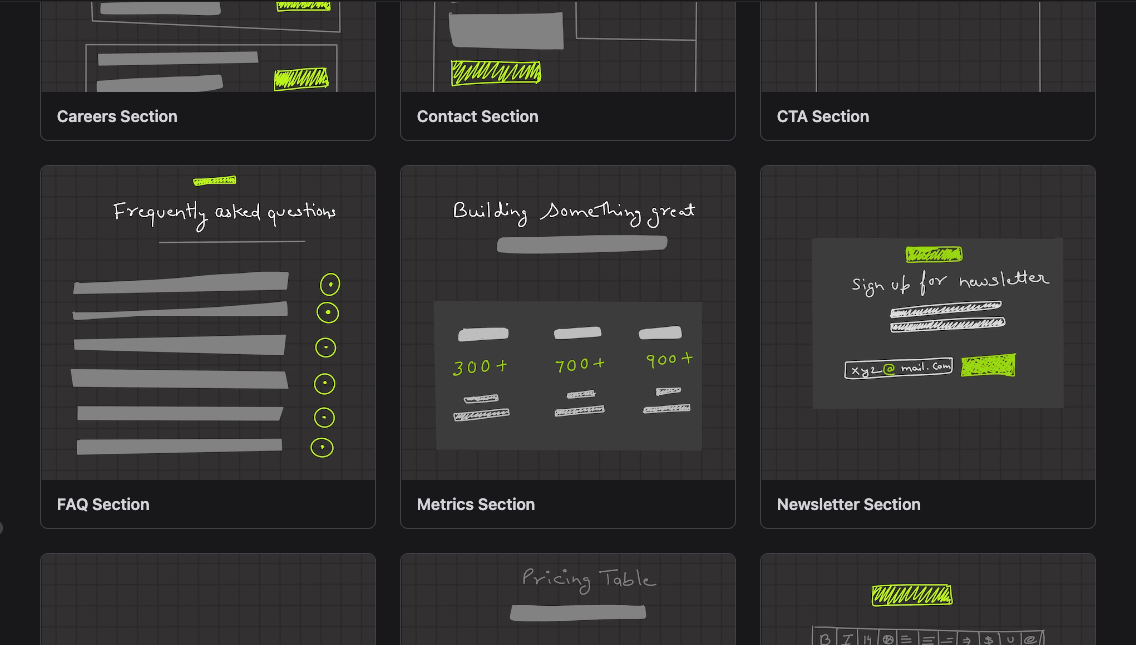 Careers Section
Contact Section
CTA Section
Frequently asked questions
FAQ Section
Building something great
300+ 700+ 900+
Metrics Section
Sign up for newsletter
xyz@mail.com
Newsletter Section
Pricing Table
B I